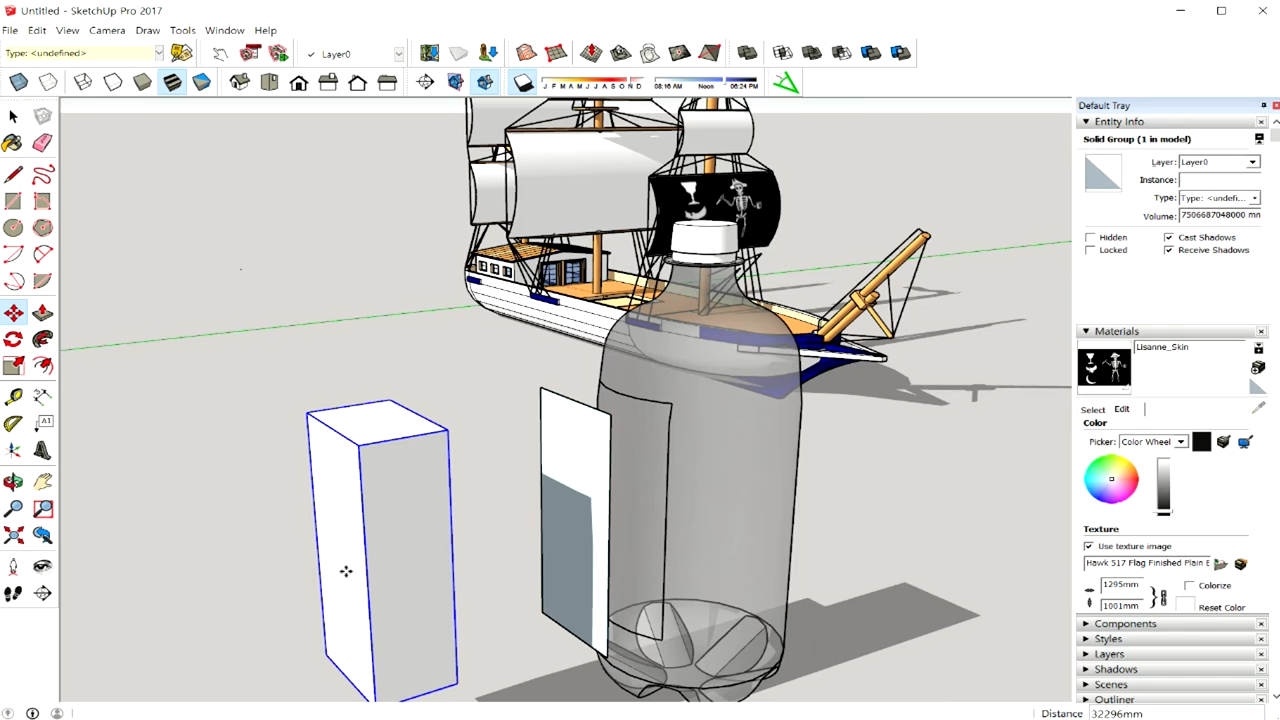 Untitled - SketchUp Pro 2017
File Edit View Camera Draw Tools Window Help
Type: <undefined>
Layer0
J F M A M J J A S O N D
08:16 AM Noon 06:24 PM
Default Tray
Entity Info
Solid Group (1 in model)
Layer: Layer0
Instance:
Type: Type: <undefi...
Volume: 7506687048000 mm
Hidden Cast Shadows
Locked Receive Shadows
Materials
Lisanne_Skin
Select Edit
Color
Picker: Color Wheel
Texture
Use texture image
Hawk 517 Flag Finished Plain E
1295mm Colorize
1001mm Reset Color
Components
Styles
Layers
Shadows
Scenes
Outliner
A1
Distance 32296mm